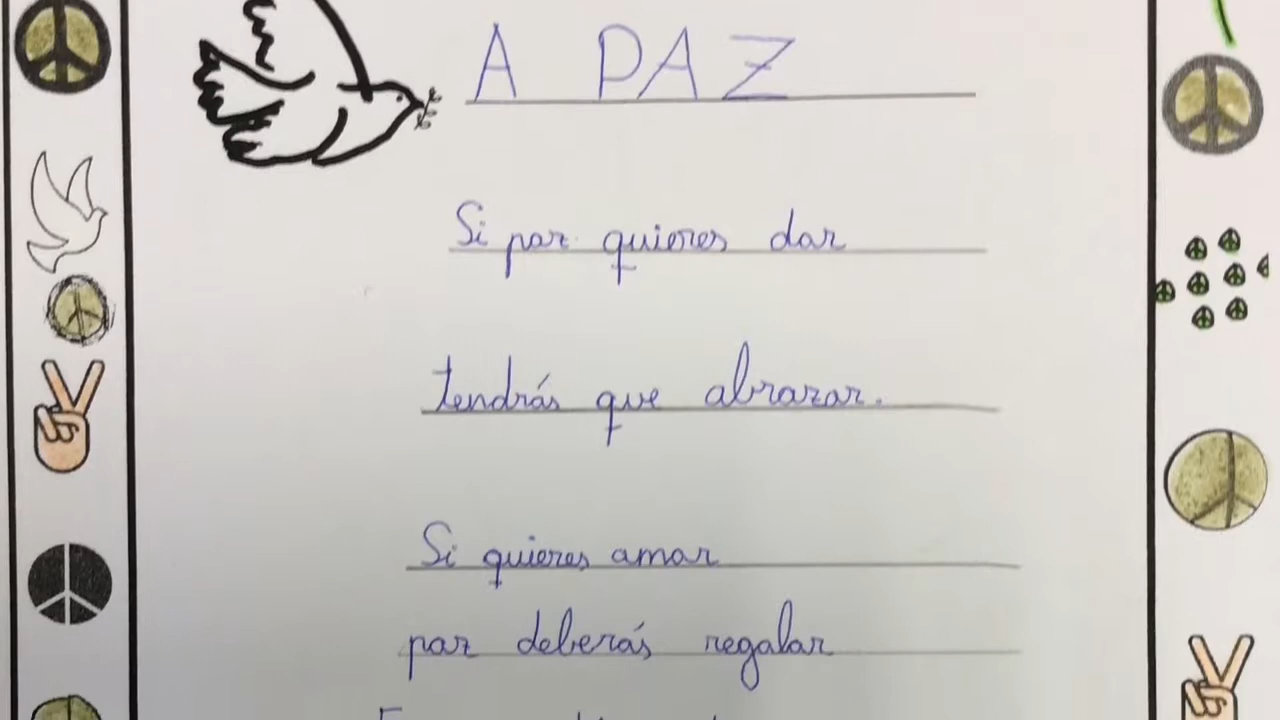 A PAZ
Si paz quieres dar
tendrás que abrazar.
Si quieres amar
paz deberás regalar